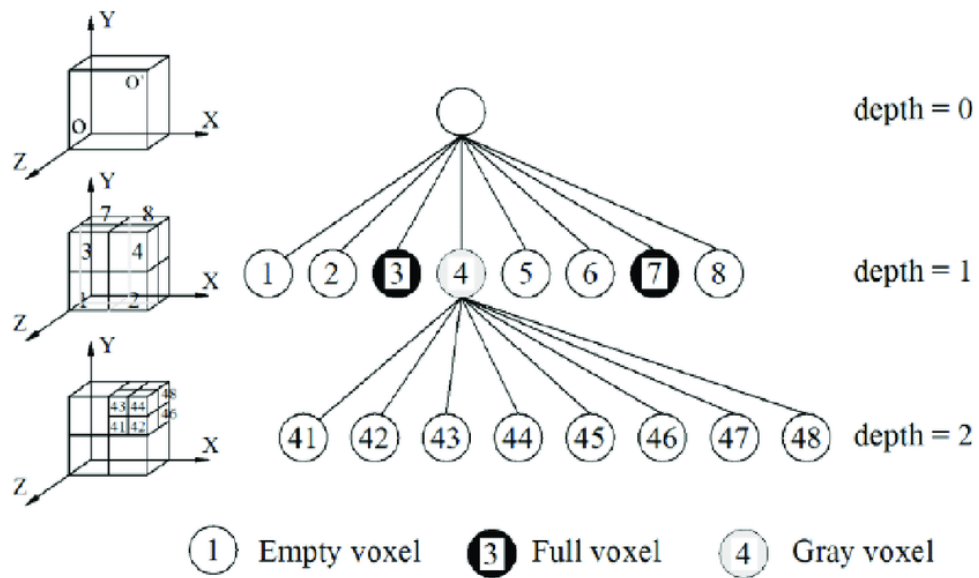 Y
O'
O
X
Z
depth = 0
Y
7 8
3 4
1 2
X
Z
1 2 3 4 5 6 7 8
depth = 1
Y
48
43 44
46
41 42
X
Z
41 42 43 44 45 46 47 48
depth = 2
1 Empty voxel 3 Full voxel 4 Gray voxel